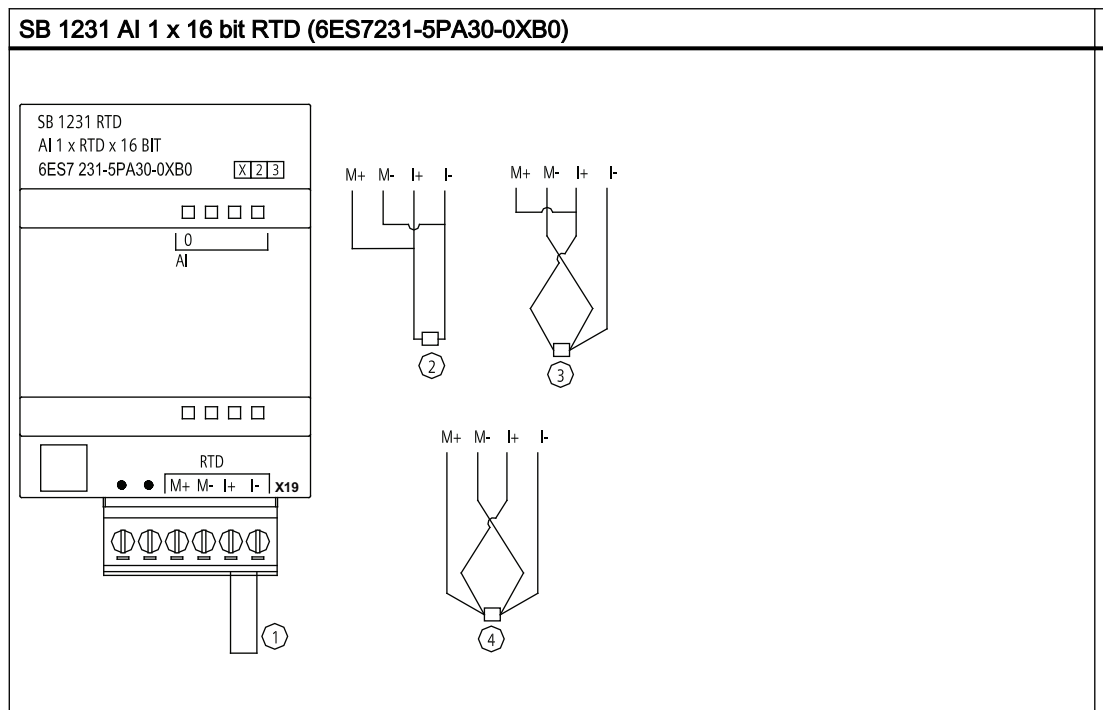 SB 1231 AI 1 x 16 bit RTD (6ES7231-5PA30-0XB0)
SB 1231 RTD
AI 1 x RTD x 16 BIT
6ES7 231-5PA30-0XB0 X 2 3
0
AI
RTD
M+ M- I+ I- X19
1
M+ M- I+ I-
2
M+ M- I+ I-
3
M+ M- I+ I-
4